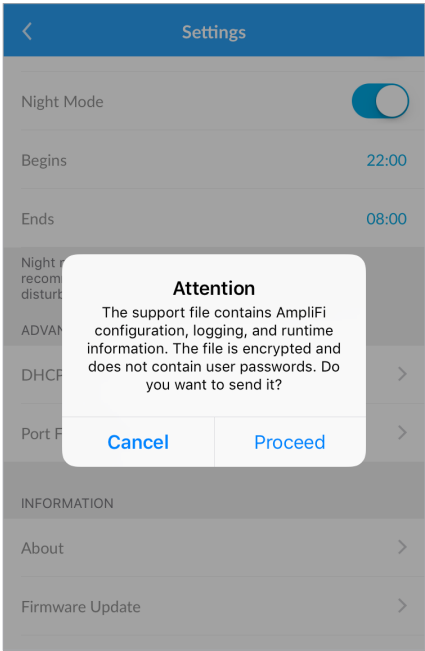 Settings
Night Mode
Begins 22:00
Ends 08:00
Night
recom
disturb
Attention
The support file contains AmpliFi
configuration, logging, and runtime
information. The file is encrypted and
does not contain user passwords. Do
you want to send it?
ADVAN
DHCP
Port F
Cancel Proceed
INFORMATION
About
Firmware Update